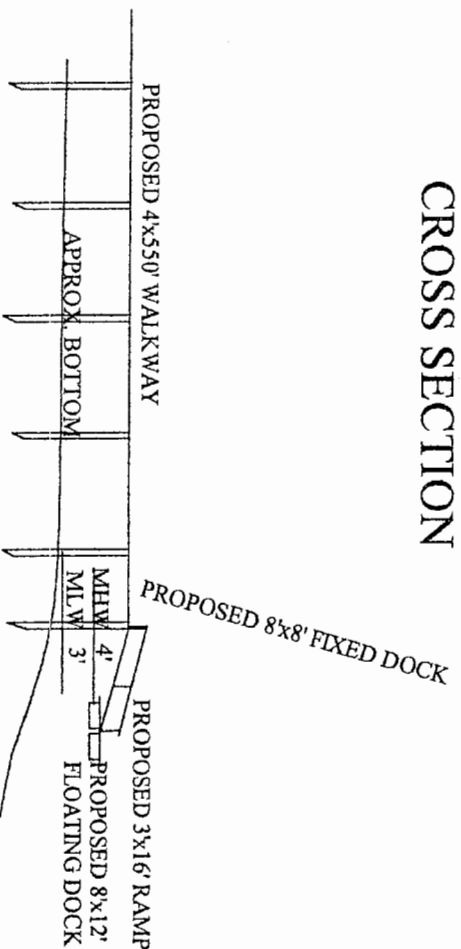 CROSS SECTION
PROPOSED 8'x8' FIXED DOCK
PROPOSED 4'x550' WALKWAY
PROPOSED 3'x16' RAMP
MHW 4'
MLW 3'
PROPOSED 8'x12'
FLOATING DOCK
APPROX. BOTTOM